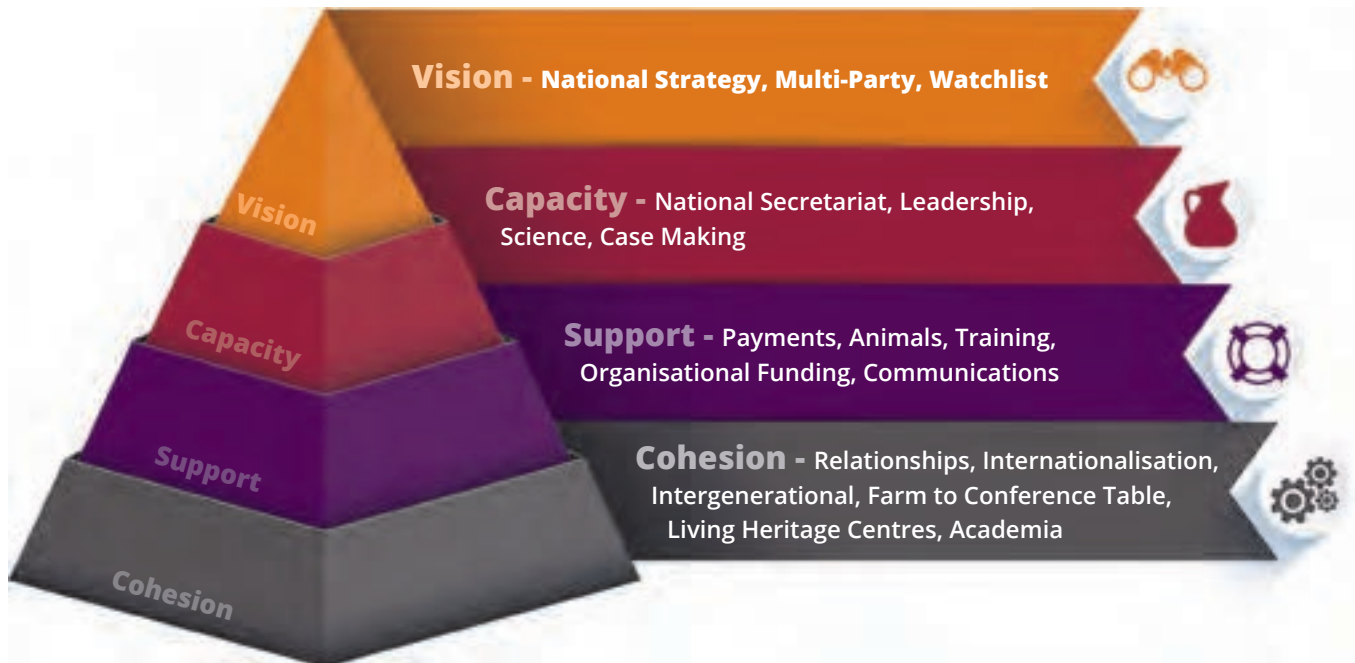 Vision - National Strategy, Multi-Party, Watchlist
Capacity - National Secretariat, Leadership,
Science, Case Making
Support - Payments, Animals, Training,
Organisational Funding, Communications
Cohesion - Relationships, Internationalisation,
Intergenerational, Farm to Conference Table,
Living Heritage Centres, Academia
Vision
Capacity
Support
Cohesion